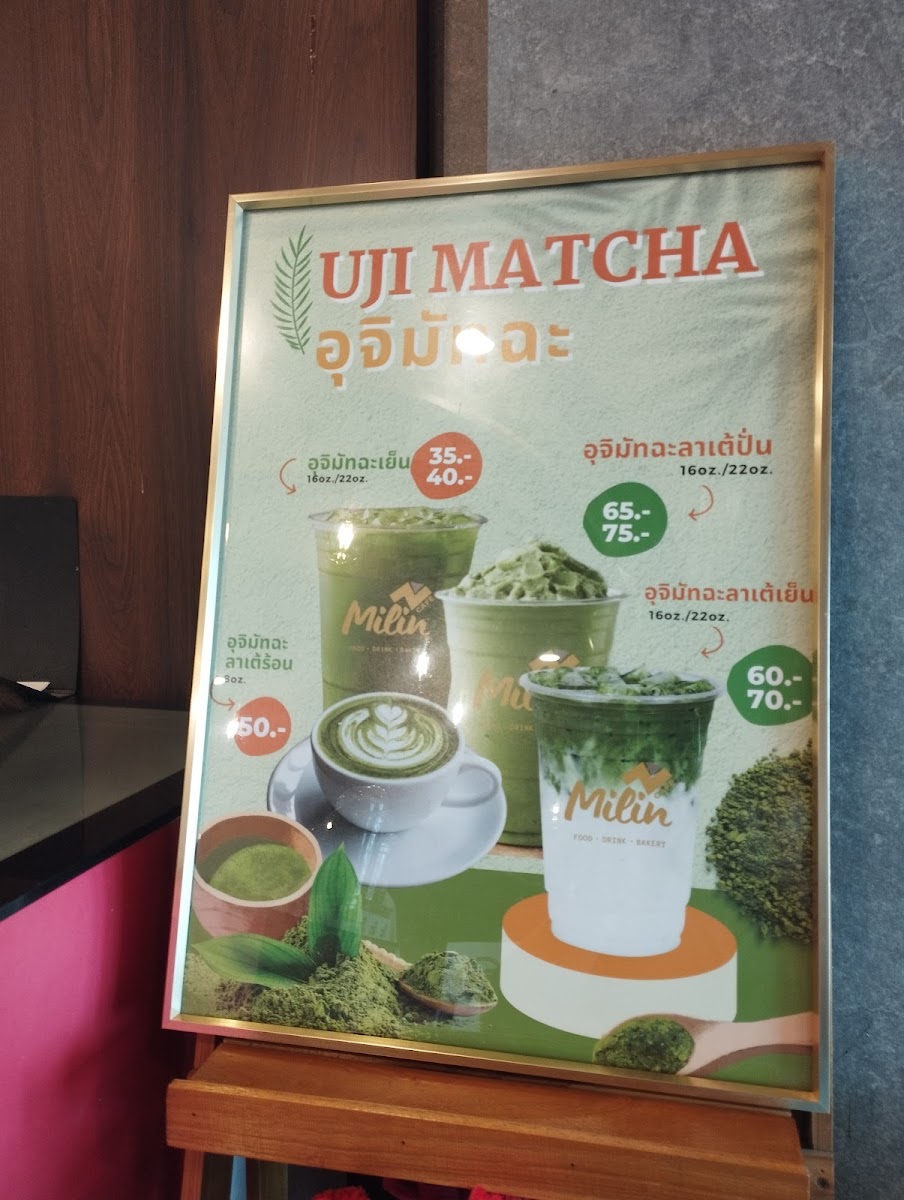 UJI MATCHA
อุจิมัทฉะ
อุจิมัทฉะเย็น
16oz./22oz.
35.-
40.-
อุจิมัทฉะลาเต้ปั่น
16oz./22oz.
65.-
75.-
อุจิมัทฉะลาเต้เย็น
16oz./22oz.
60.-
70.-
อุจิมัทฉะ
ลาเต้ร้อน
8oz.
50.-
Milin
CAFE
FOOD · DRINK · BAKERY
Milin
FOOD · DRINK · BAKERY